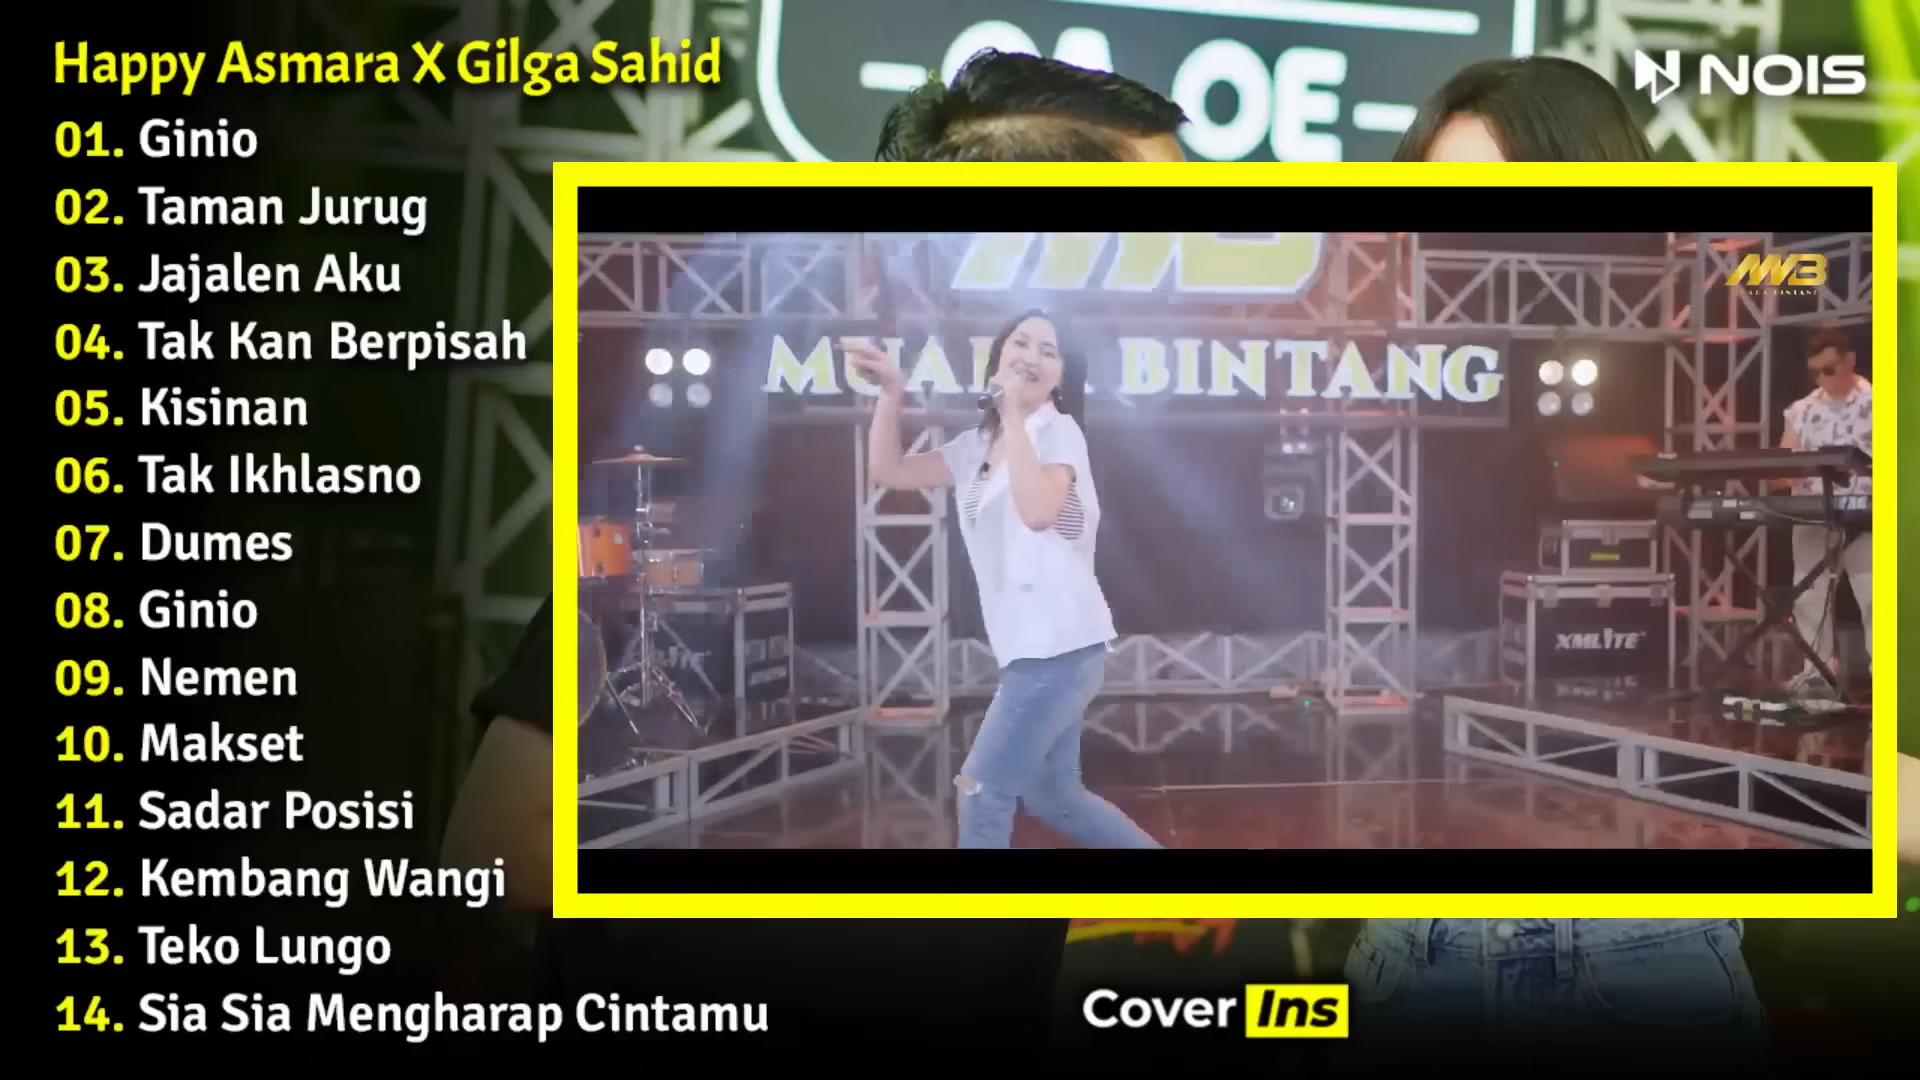 Happy Asmara X Gilga Sahid
01. Ginio
02. Taman Jurug
03. Jajalen Aku
04. Tak Kan Berpisah
05. Kisinan
06. Tak Ikhlasno
07. Dumes
08. Ginio
09. Nemen
10. Makset
11. Sadar Posisi
12. Kembang Wangi
13. Teko Lungo
14. Sia Sia Mengharap Cintamu
OE
NOIS
BINTANG
XMLITE
Cover Ins